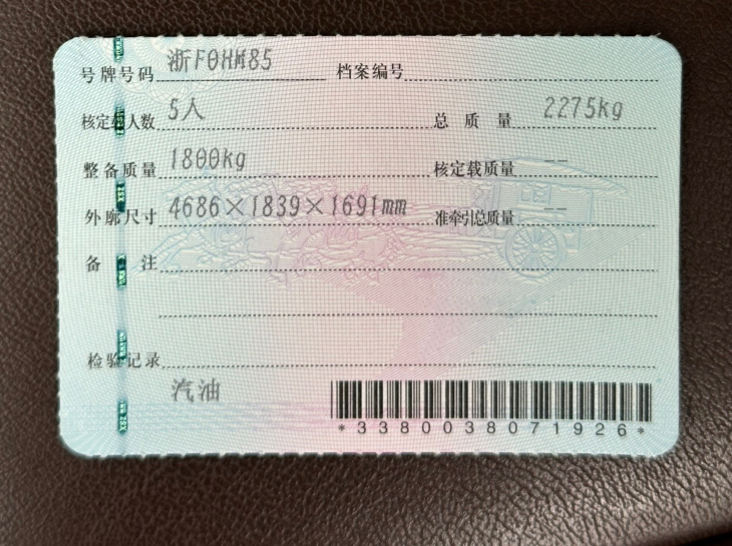 号牌号码 浙F0HM85 档案编号
核定载人数 5人 总质量 2275kg
整备质量 1800kg 核定载质量 --
外廓尺寸 4686×1839×1691mm 准牵引总质量 --
备注
检验记录
汽油
*3380038071926*